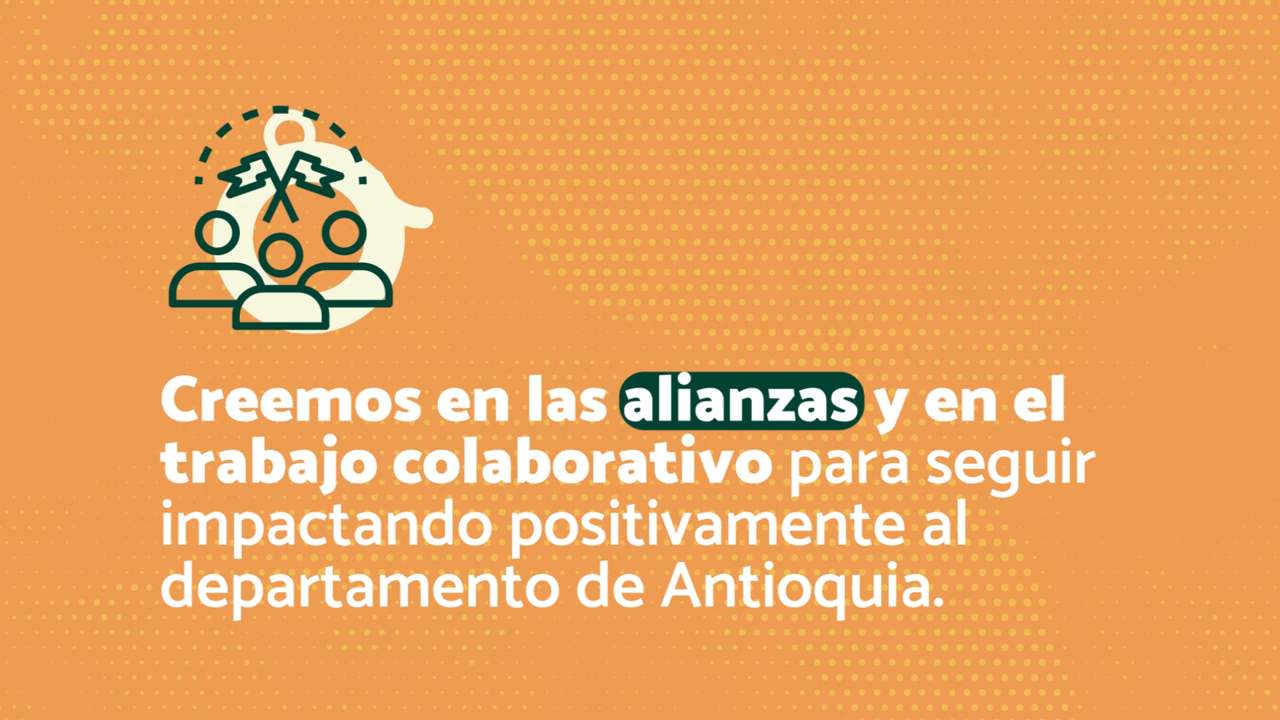 Creemos en las alianzas y en el
trabajo colaborativo para seguir
impactando positivamente al
departamento de Antioquia.